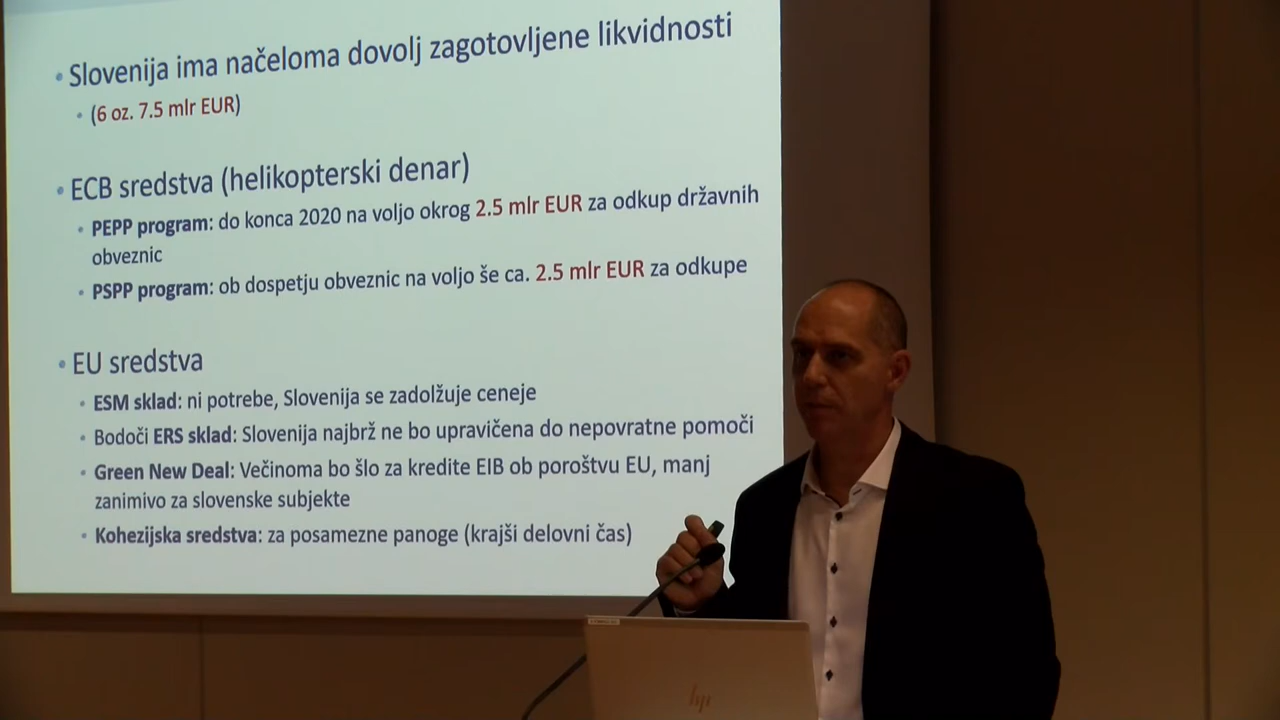 • Slovenija ima načeloma dovolj zagotovljene likvidnosti
• (6 oz. 7.5 mlr EUR)
• ECB sredstva (helikopterski denar)
• PEPP program: do konca 2020 na voljo okrog 2.5 mlr EUR za odkup državnih
obveznic
• PSPP program: ob dospetju obveznic na voljo še ca. 2.5 mlr EUR za odkupe
• EU sredstva
• ESM sklad: ni potrebe, Slovenija se zadolžuje ceneje
• Bodoči ERS sklad: Slovenija najbrž ne bo upravičena do nepovratne pomoči
• Green New Deal: Večinoma bo šlo za kredite EIB ob poroštvu EU, manj
zanimivo za slovenske subjekte
• Kohezijska sredstva: za posamezne panoge (krajši delovni čas)
hp